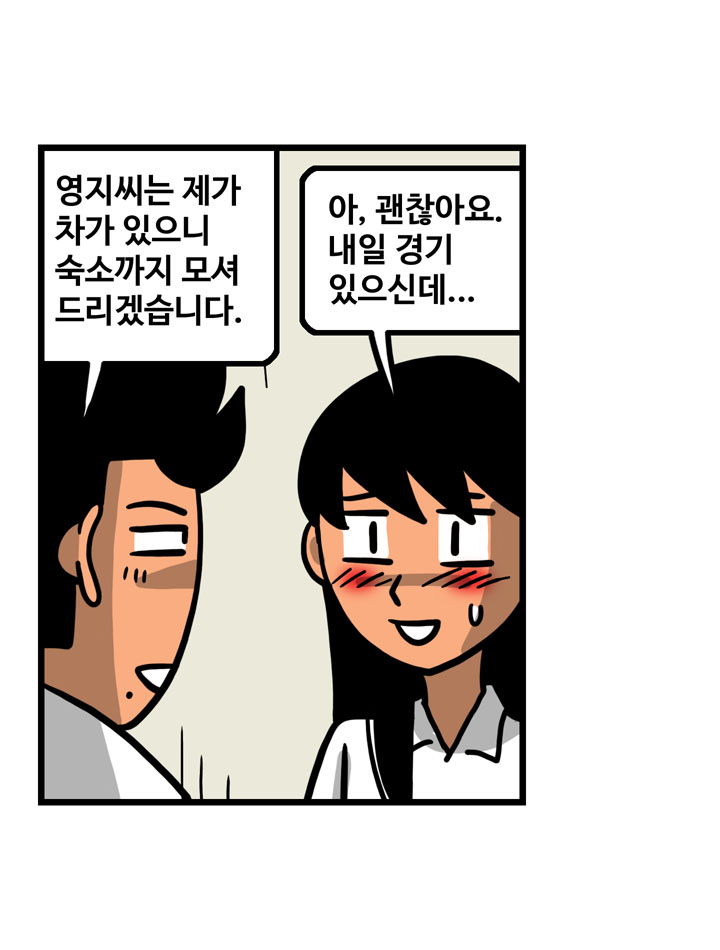 영지씨는 제가
차가 있으니
숙소까지 모셔
드리겠습니다.
아, 괜찮아요.
내일 경기
있으신데...